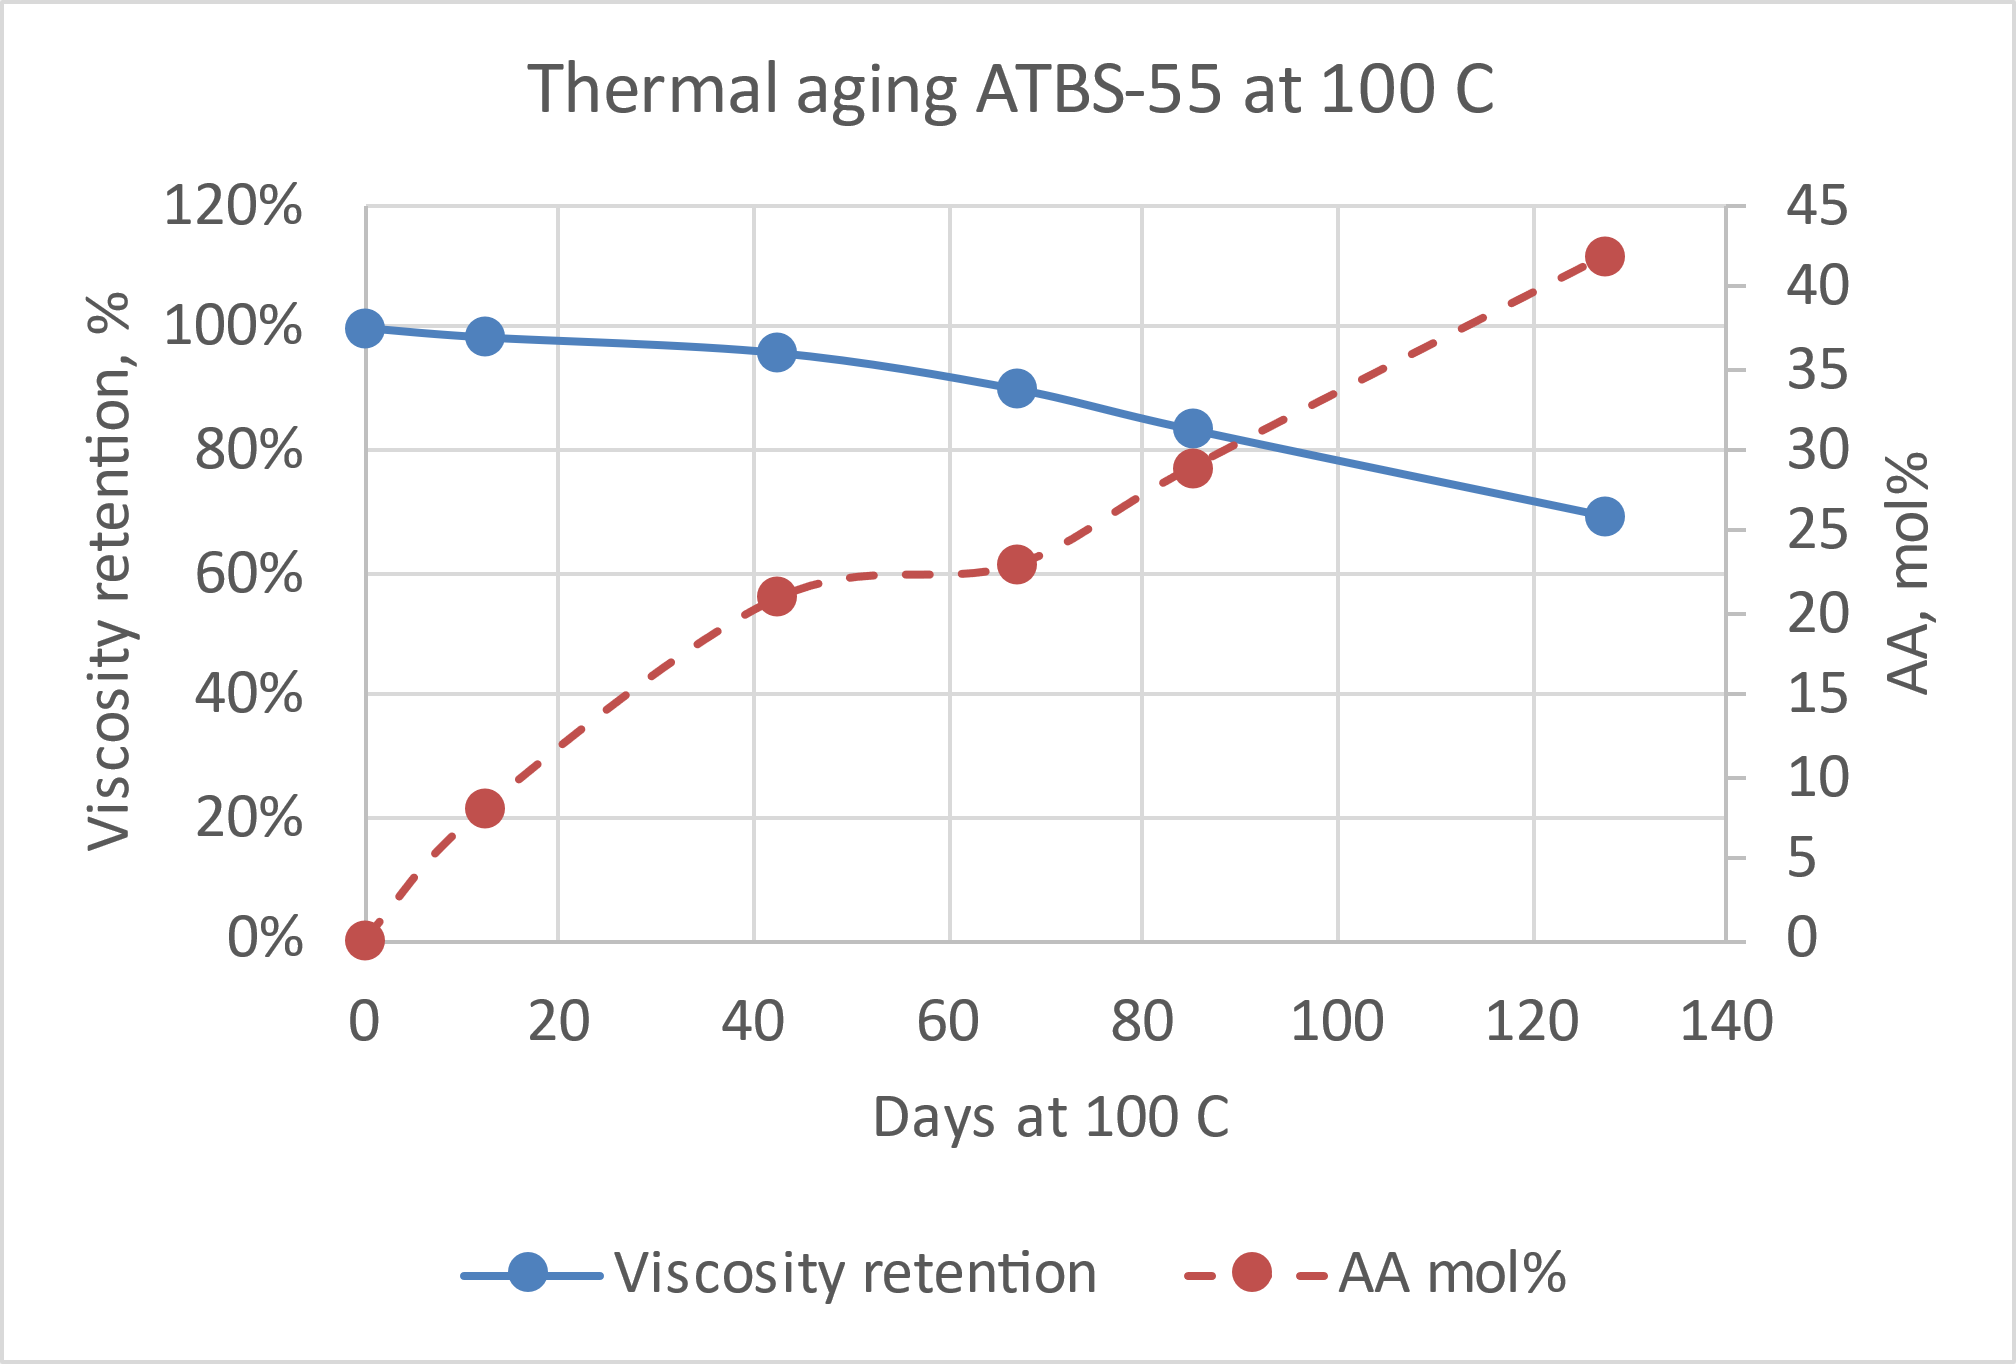 Thermal aging ATBS-55 at 100 C
120%
100%
80%
60%
40%
20%
0%
Viscosity retention, %
45
40
35
30
25
20
15
10
5
0
AA, mol%
0 20 40 60 80 100 120 140
Days at 100 C
Viscosity retention AA mol%